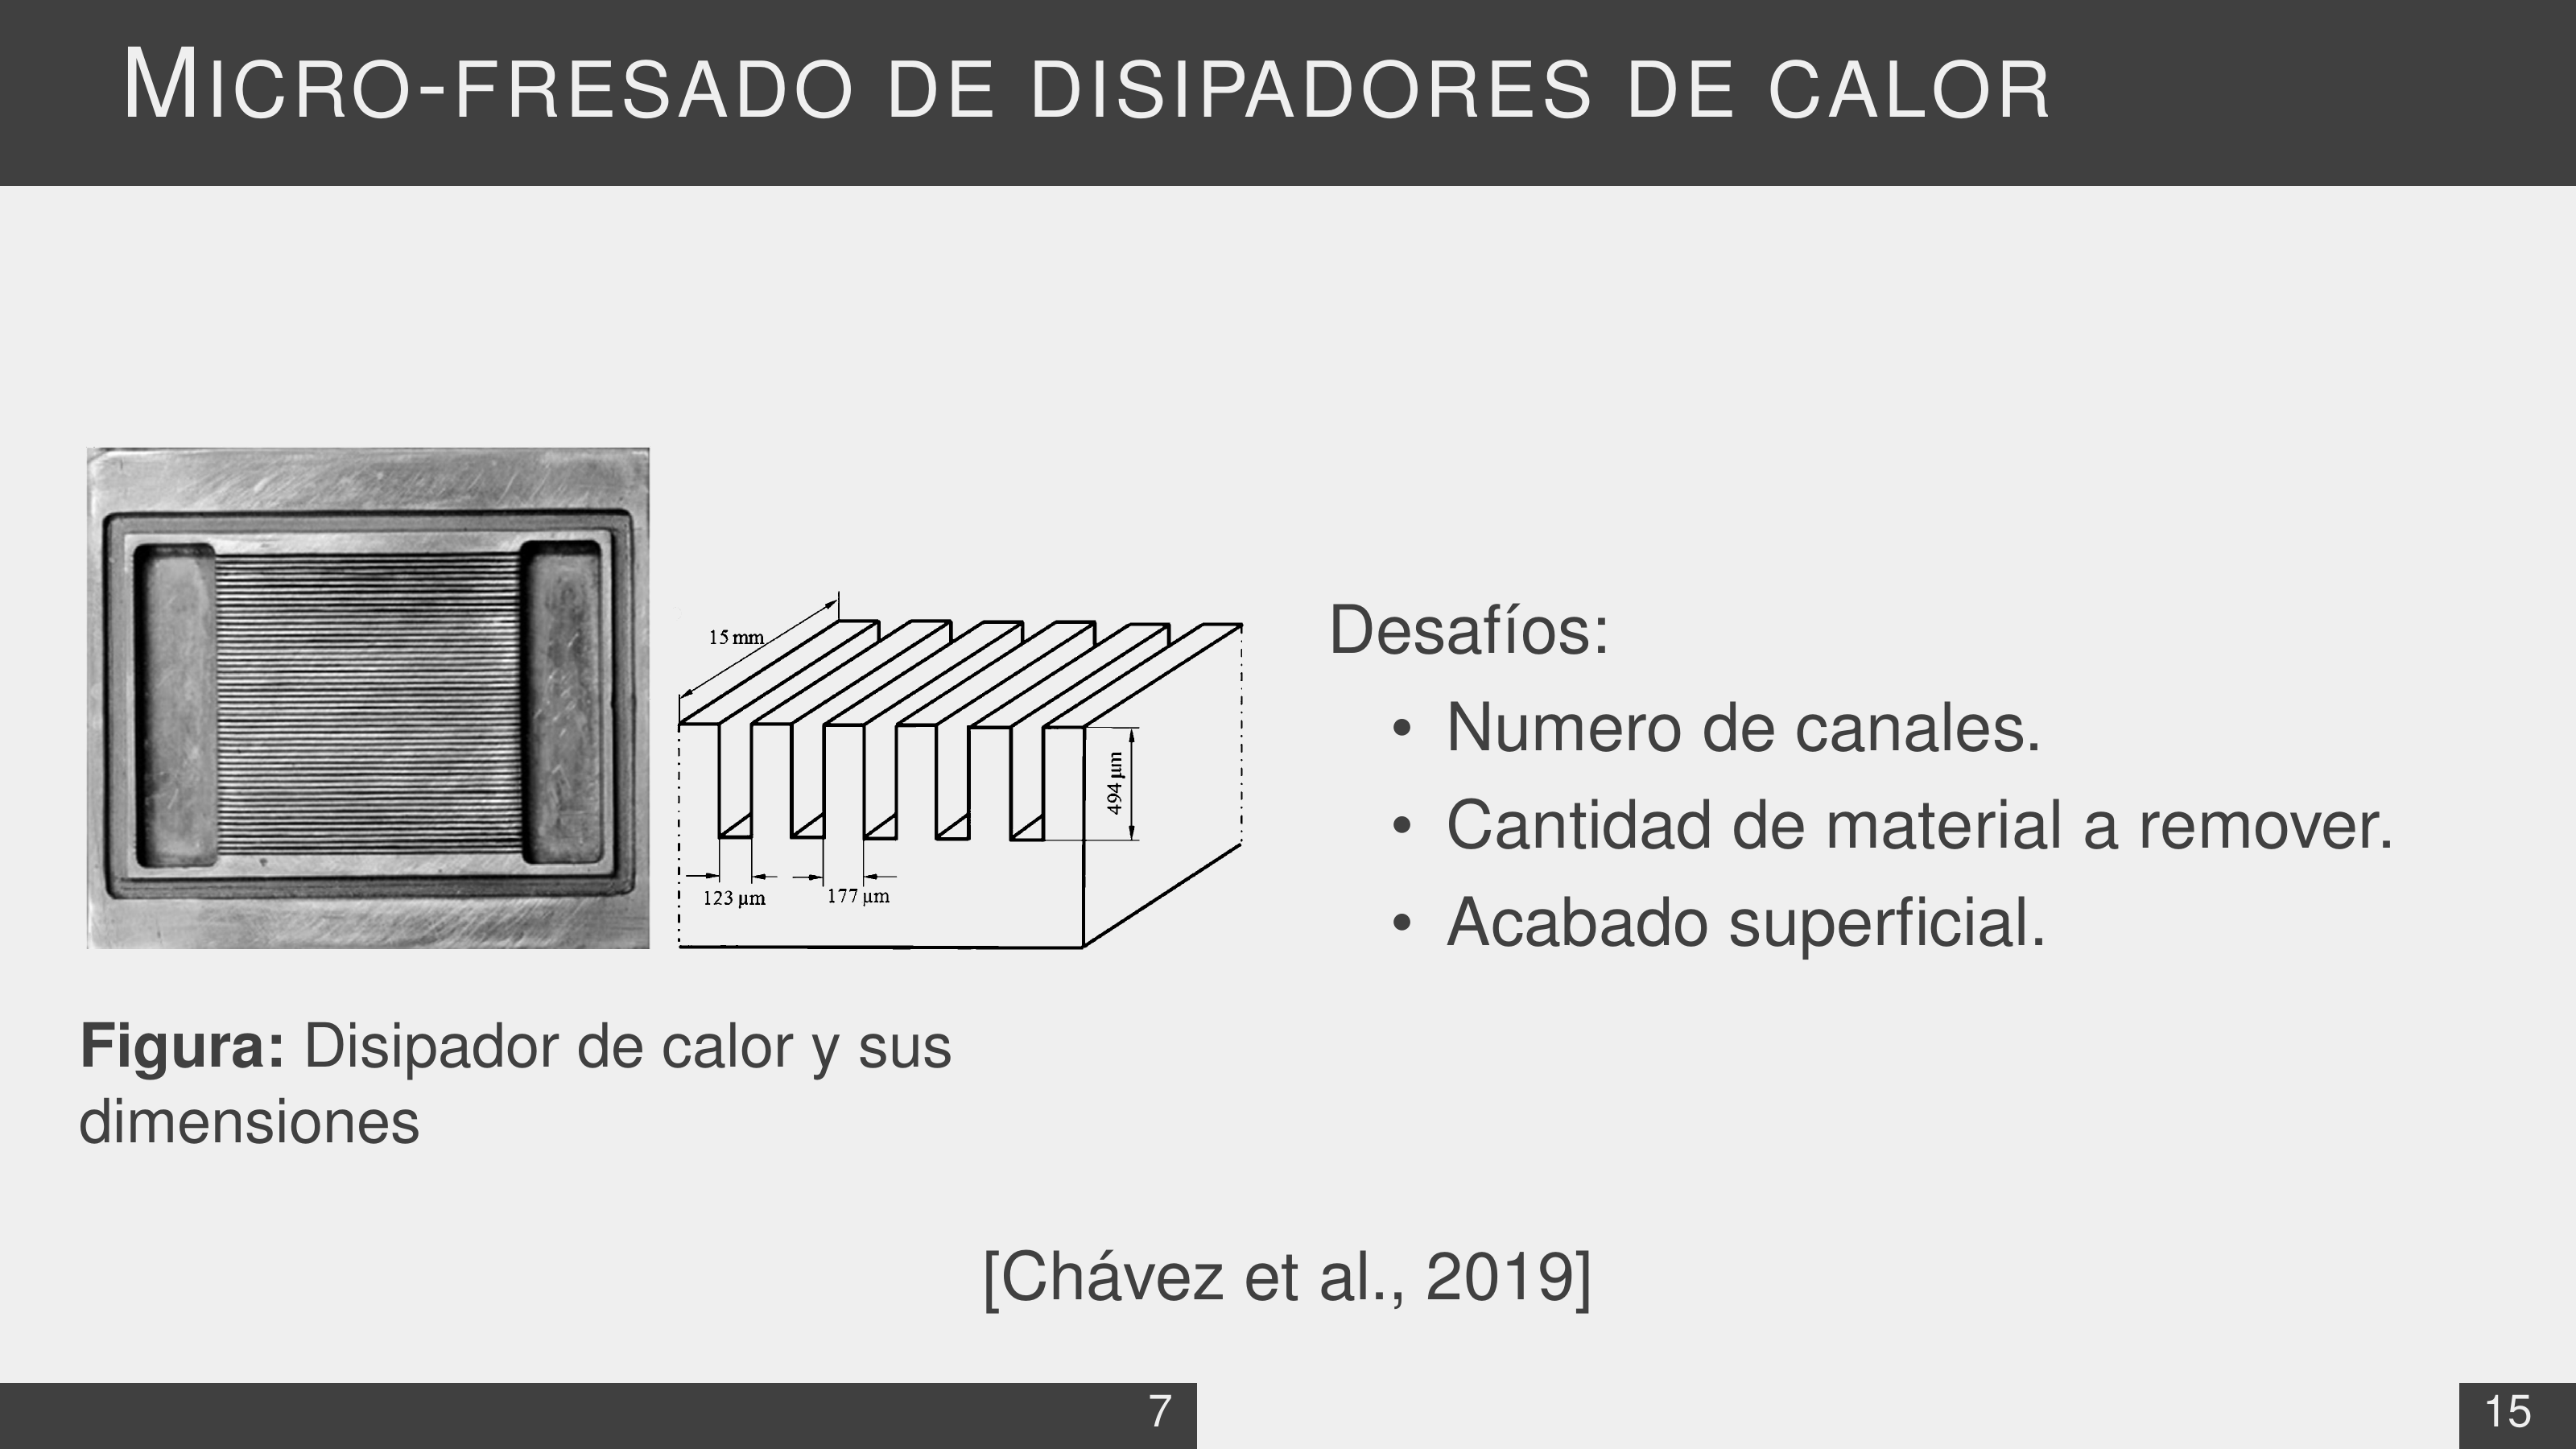 MICRO-FRESADO DE DISIPADORES DE CALOR
15 mm
494 µm
123 µm
177 µm
Figura: Disipador de calor y sus
dimensiones
Desafíos:
• Numero de canales.
• Cantidad de material a remover.
• Acabado superficial.
[Chávez et al., 2019]
7
15